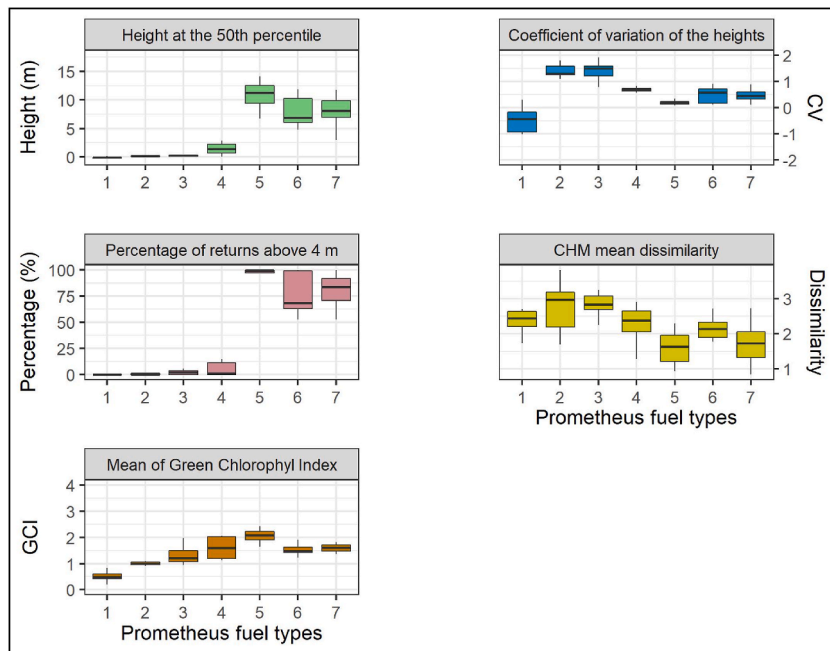 Height at the 50th percentile
Height (m)
15
10
5
0
1 2 3 4 5 6 7
Coefficient of variation of the heights
CV
2
1
0
-1
-2
1 2 3 4 5 6 7
Percentage of returns above 4 m
Percentage (%)
100
75
50
25
0
1 2 3 4 5 6 7
CHM mean dissimilarity
Dissimilarity
3
2
1
1 2 3 4 5 6 7
Prometheus fuel types
Mean of Green Chlorophyl Index
GCI
4
3
2
1
0
1 2 3 4 5 6 7
Prometheus fuel types